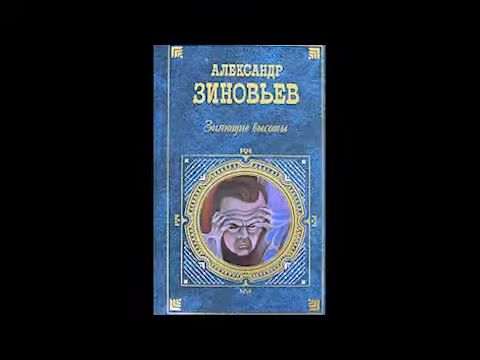 АЛЕКСАНДР
ЗИНОВЬЕВ
Зияющие высоты